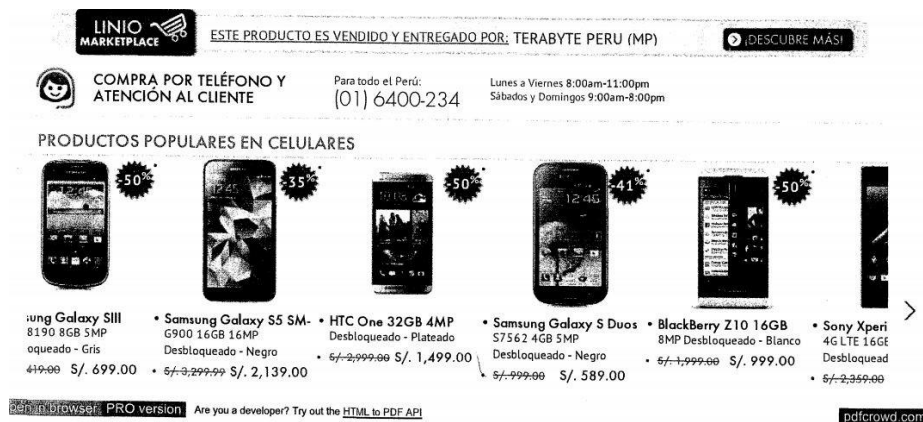 LINIO
MARKETPLACE
ESTE PRODUCTO ES VENDIDO Y ENTREGADO POR: TERABYTE PERU (MP)
¡DESCUBRE MÁS!
COMPRA POR TELÉFONO Y
ATENCIÓN AL CLIENTE
Para todo el Perú:
(01) 6400-234
Lunes a Viernes 8:00am-11:00pm
Sábados y Domingos 9:00am-8:00pm
PRODUCTOS POPULARES EN CELULARES
-50%
-35%
-50%
-41%
-50%
ung Galaxy SIII
8190 8GB 5MP
oqueado - Gris
419.00 S/. 699.00
• Samsung Galaxy S5 SM-
G900 16GB 16MP
Desbloqueado - Negro
• S/. 3,299.99 S/. 2,139.00
• HTC One 32GB 4MP
Desbloqueado - Plateado
• S/. 2,999.00 S/. 1,499.00
• Samsung Galaxy S Duos
S7562 4GB 5MP
Desbloqueado - Negro
• S/. 999.00 S/. 589.00
• BlackBerry Z10 16GB
8MP Desbloqueado - Blanco
• S/. 1,999.00 S/. 999.00
• Sony Xperi
4G LTE 16GB
Desbloquead
• S/. 2,359.00
pen in browser PRO version Are you a developer? Try out the HTML to PDF API
pdfcrowd.com